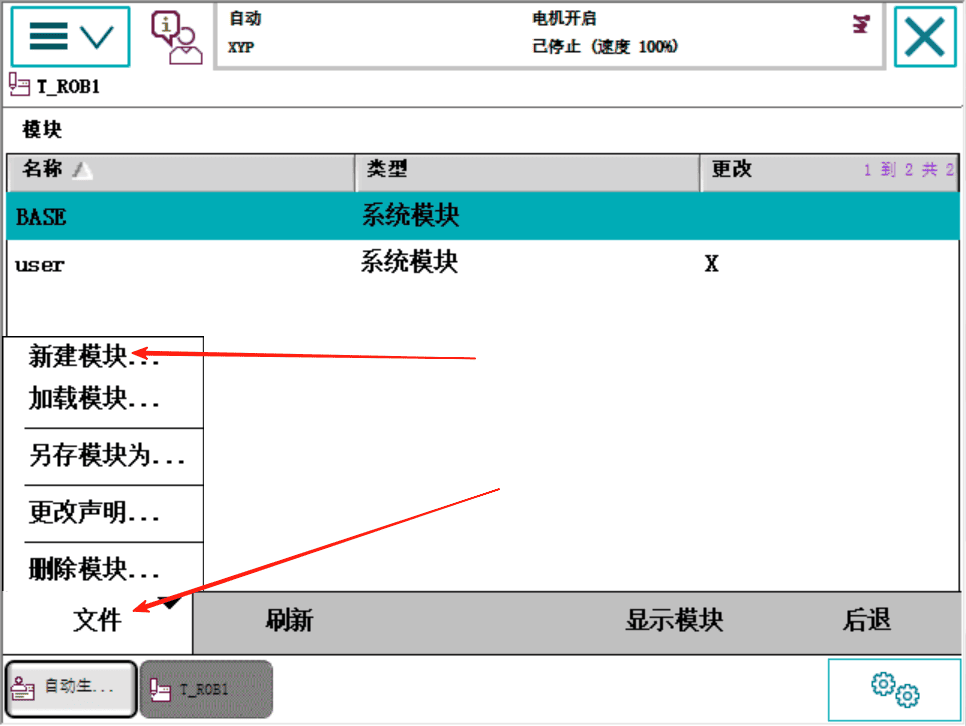 自动
XYP
电机开启
己停止 (速度 100%)
T_ROB1
模块
名称 类型 更改 1 到 2 共 2
BASE 系统模块
user 系统模块 X
新建模块...
加载模块...
另存模块为...
更改声明...
删除模块...
文件 刷新 显示模块 后退
自动生... T_ROB1